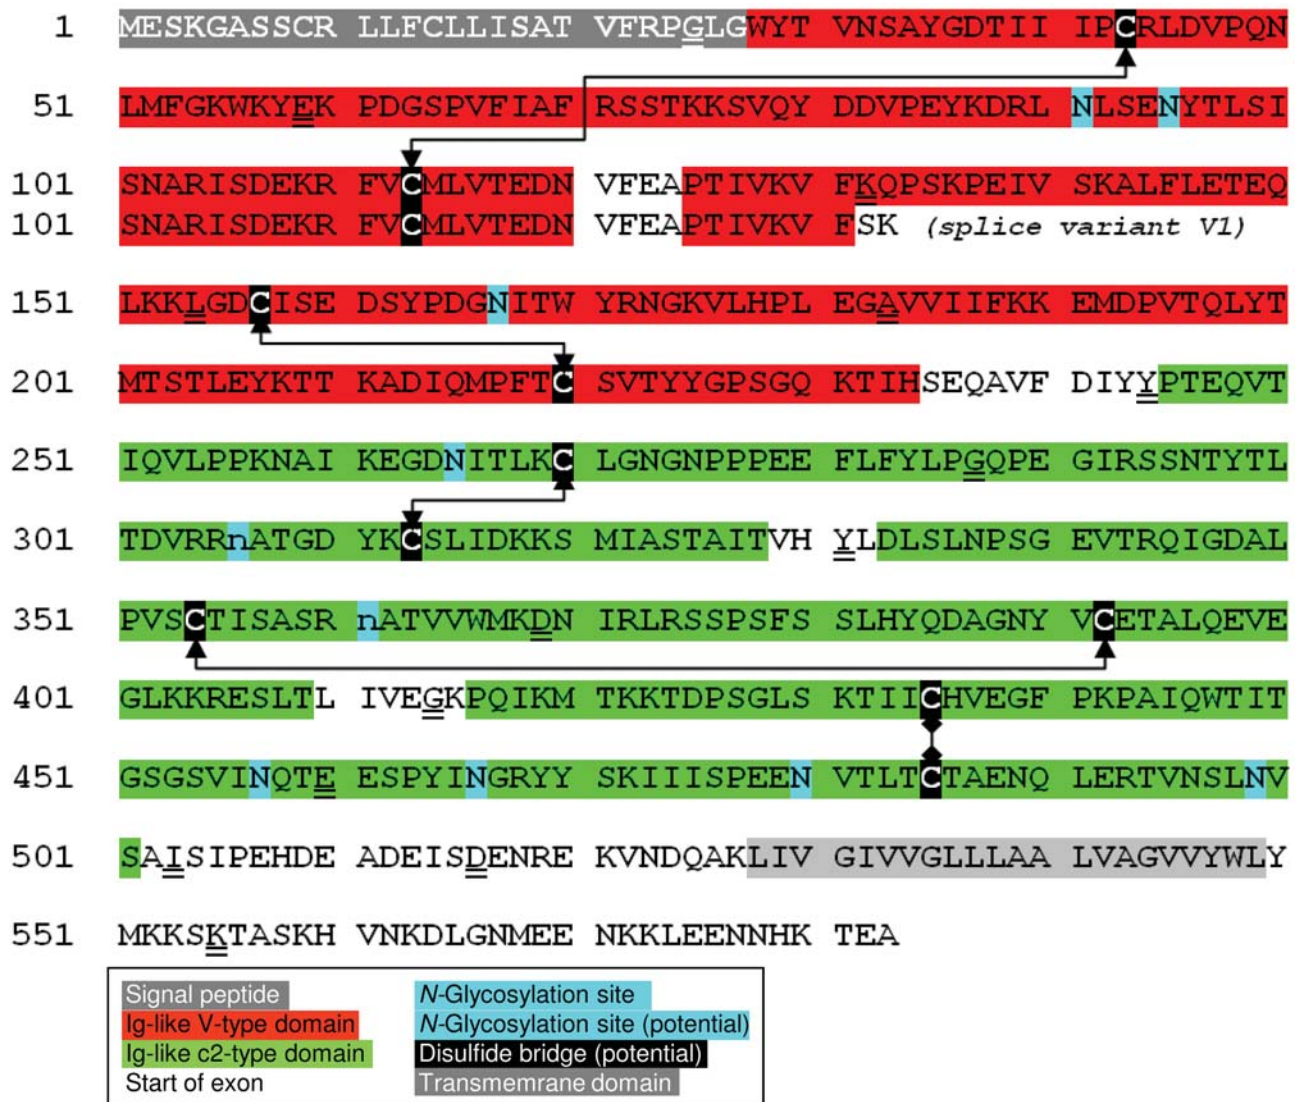 1 MESKGASSCR LLFCLLISAT VFRPGLGWYT VNSAYGDTII IPCRLDVPQN
51 LMFGKWKYEK PDGSPVFIAF RSSTKKSVQY DDVPEYKDRL NLSENYTLSI
101 SNARISDEKR FVCMLVTEDN VFEAPTIVKV FKQPSKPEIV SKALFLETEQ
101 SNARISDEKR FVCMLVTEDN VFEAPTIVKV FSK (splice variant V1)
151 LKKLGDCISE DSYPDGNITW YRNGKVLHPL EGAVVIIFKK EMDPVTQLYT
201 MTSTLEYKTT KADIQMPFTC SVTYYGPSGQ KTIHSEQAVF DIYYPTEQVT
251 IQVLPPKNAI KEGDNITLKC LGNGNPPPEE FLFYLPGQPE GIRSSNTYTL
301 TDVRRnATGD YKCSLIDKKS MIASTAITVH YLDLSLNPSG EVTRQIGDAL
351 PVSCTISASR nATVVWMKDN IRLRSSPSFS SLHYQDAGNY VCETALQEVE
401 GLKKRESLTL IVEGKPQIKM TKKTDPSGLS KTIICHVEGF PKPAIQWTIT
451 GSGSVINQTE ESPYINGRYY SKIIISPEEN VTLTCTAENQ LERTVNSLNV
501 SAISIPEHDE ADEISDENRE KVNDQAKLIV GIVVGLLLAA LVAGVVYWLY
551 MKKSKTASKH VNKDLGNMEE NKKLEENNHK TEA
Signal peptide N-Glycosylation site
Ig-like V-type domain N-Glycosylation site (potential)
Ig-like c2-type domain Disulfide bridge (potential)
Start of exon Transmemrane domain